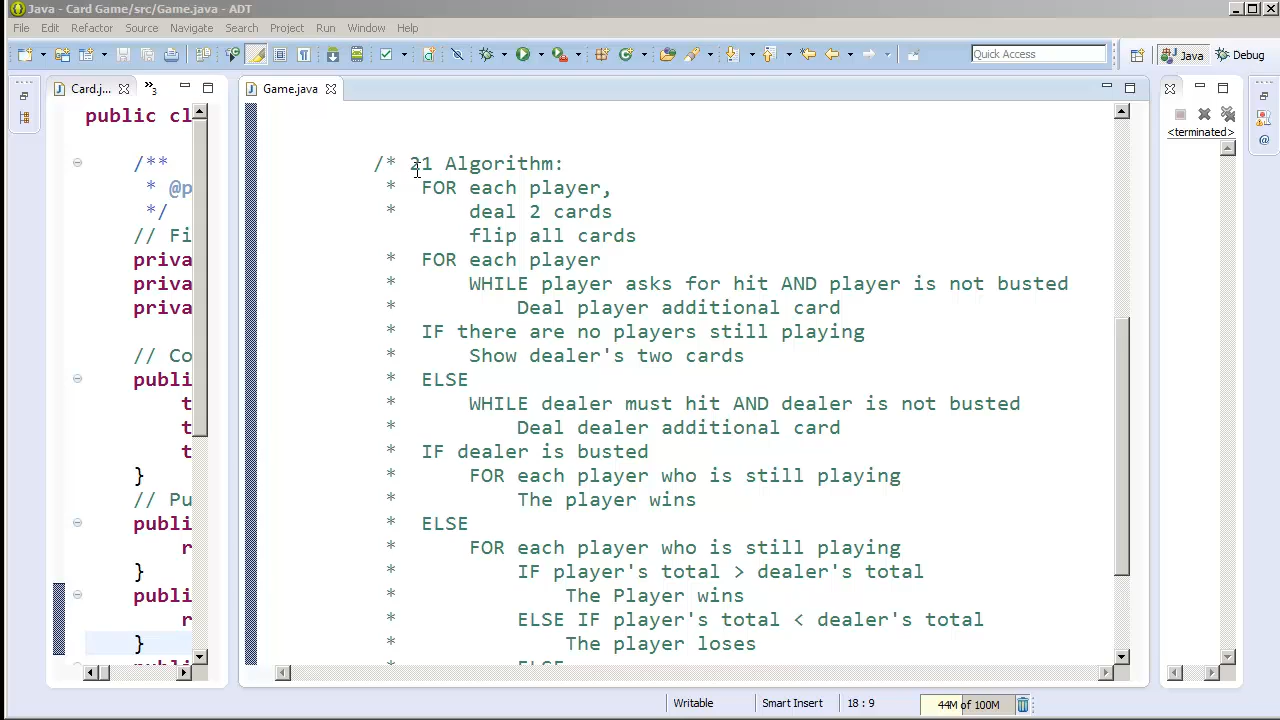 Java - Card Game/src/Game.java - ADT
File Edit Refactor Source Navigate Search Project Run Window Help
Quick Access
Java
Debug
Card.j...
3
public cl
/**
* @p
*/
// Fi
priva
priva
priva
// Co
publi
t
t
t
}
// Pu
publi
r
}
publi
r
}
Game.java
/* 21 Algorithm:
* FOR each player,
* deal 2 cards
flip all cards
* FOR each player
* WHILE player asks for hit AND player is not busted
* Deal player additional card
* IF there are no players still playing
* Show dealer's two cards
* ELSE
* WHILE dealer must hit AND dealer is not busted
* Deal dealer additional card
* IF dealer is busted
* FOR each player who is still playing
* The player wins
* ELSE
* FOR each player who is still playing
* IF player's total > dealer's total
* The Player wins
* ELSE IF player's total < dealer's total
* The player loses
* ELSE
<terminated>
Writable
Smart Insert
18 : 9
44M of 100M